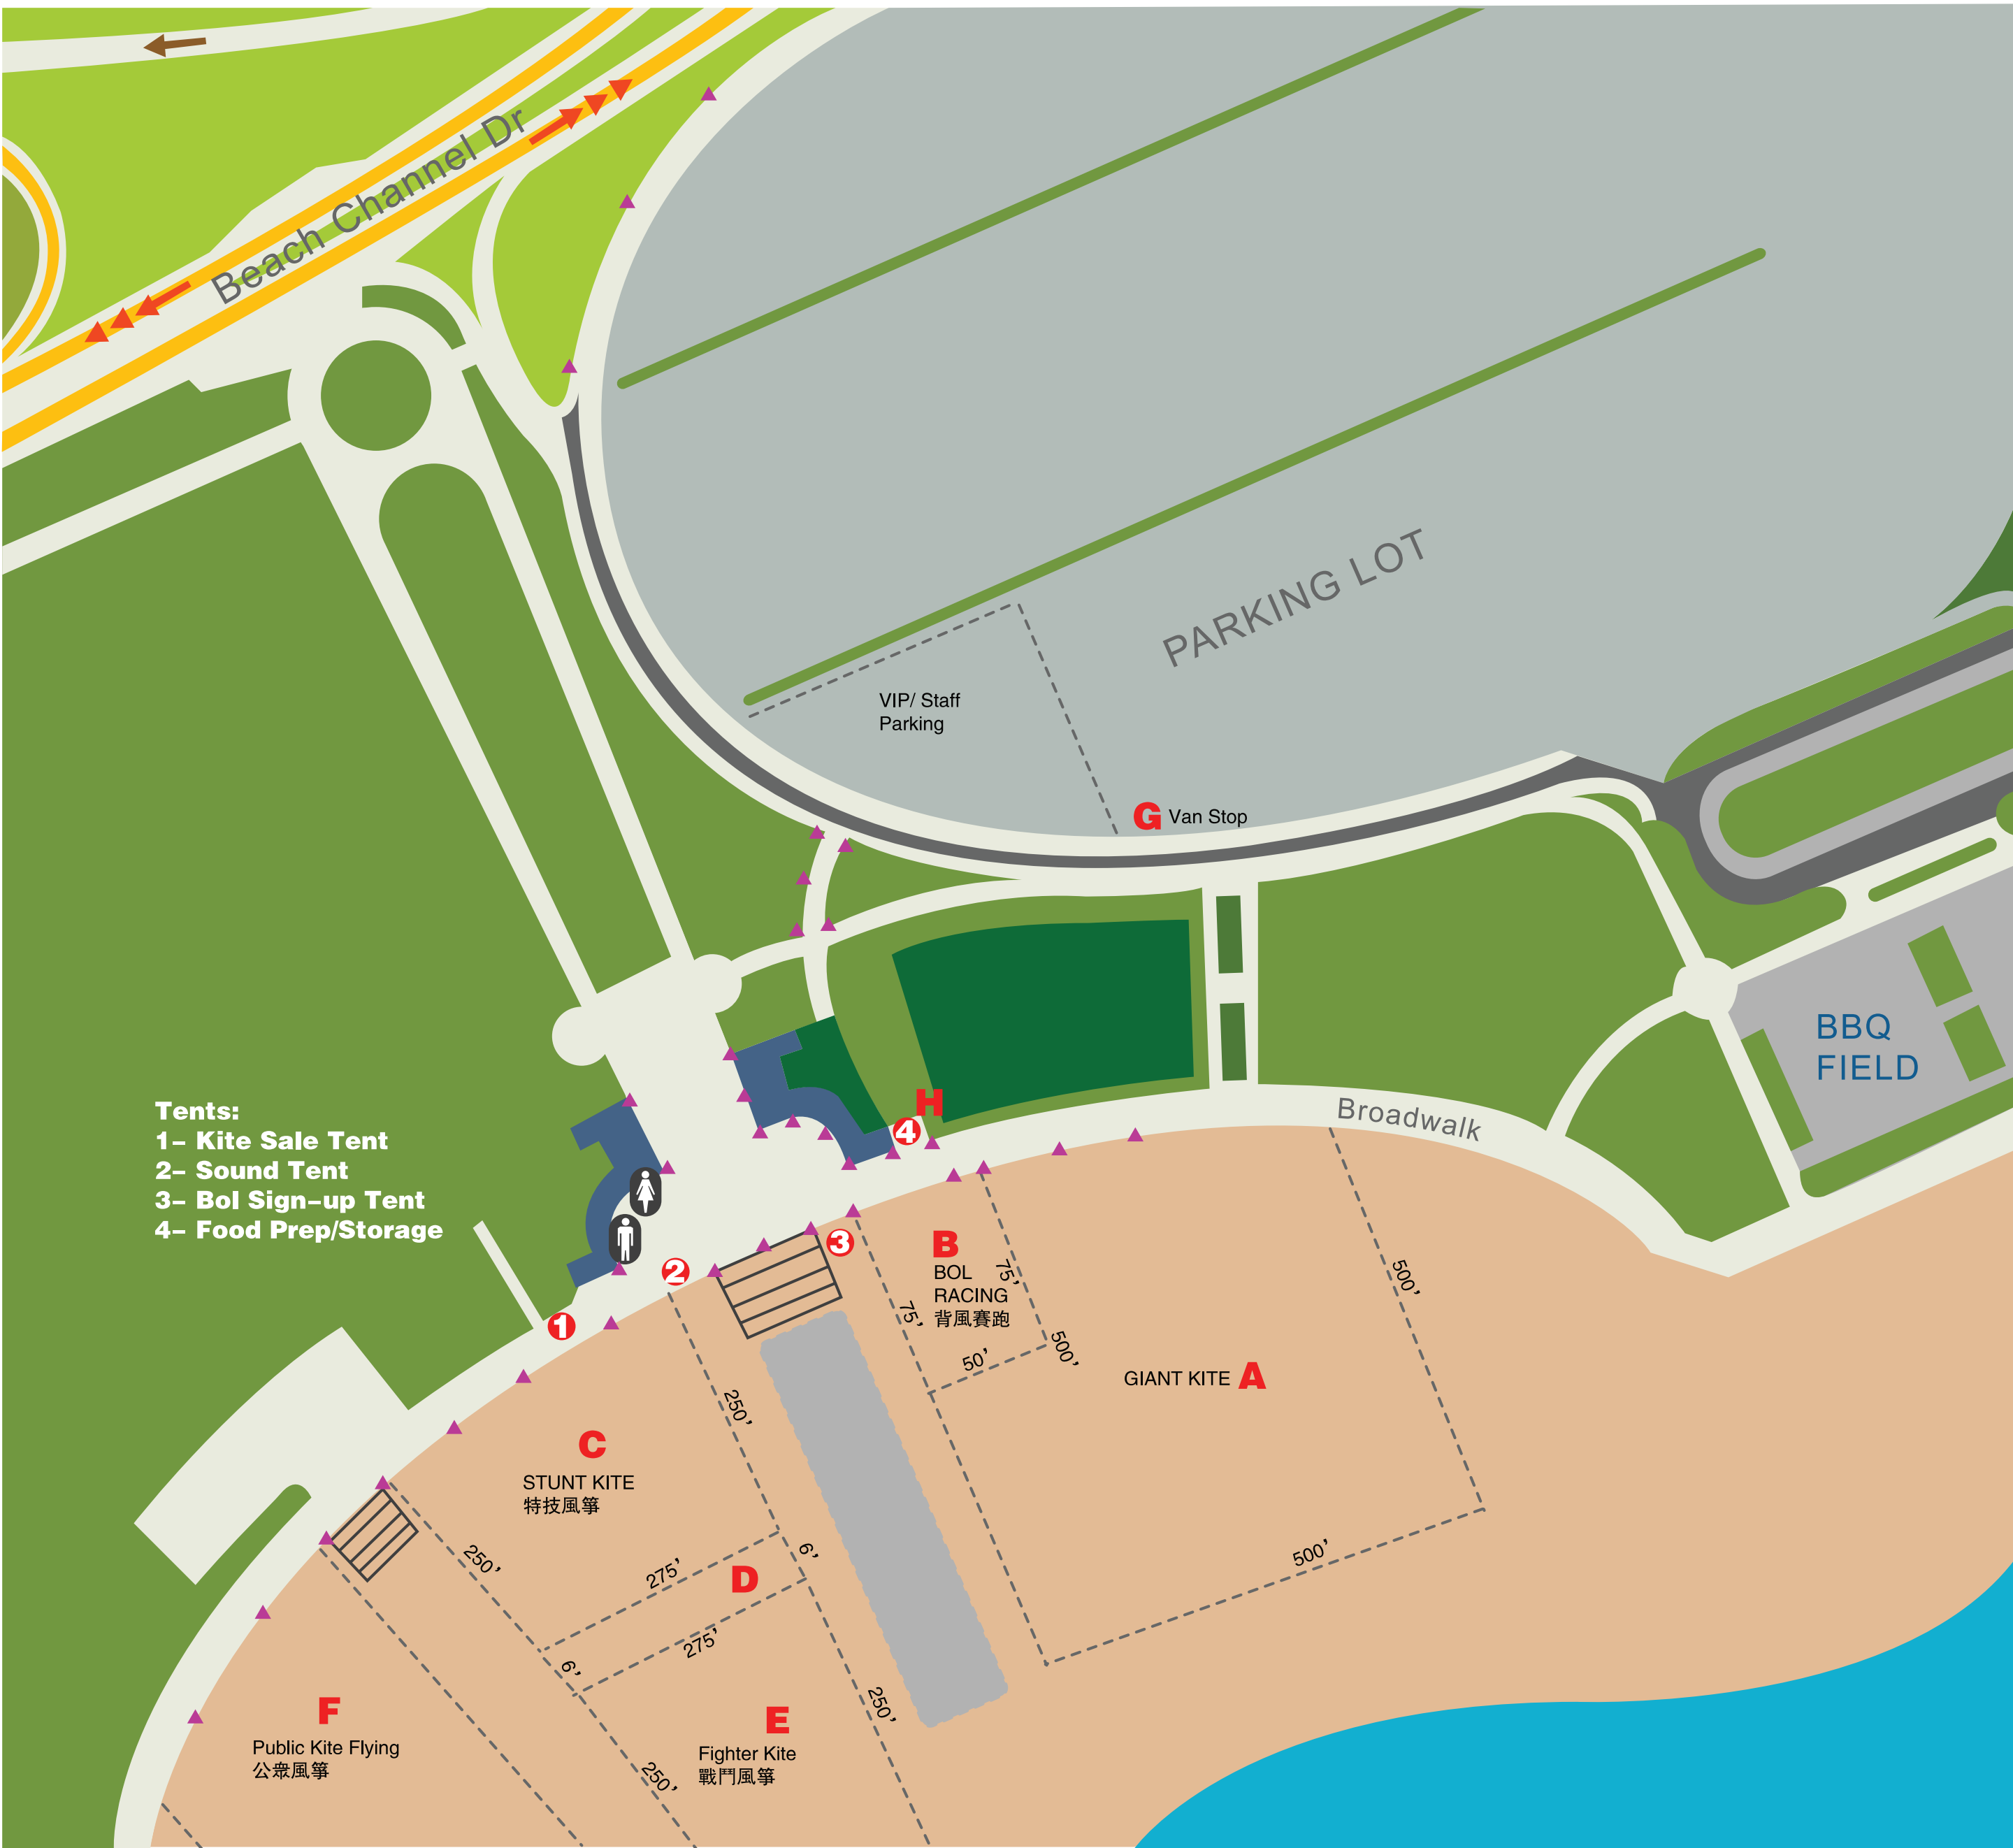 Beach Channel Dr
PARKING LOT
VIP/ Staff
Parking
G Van Stop
BBQ
FIELD
H
4
Broadwalk
Tents:
1– Kite Sale Tent
2– Sound Tent
3– Bol Sign–up Tent
4– Food Prep/Storage
3
2
1
B
BOL
RACING
背風賽跑
75’
75’
50’
500’
500’
GIANT KITE A
250’
C
STUNT KITE
特技風箏
500’
250’
275’
D
6’
275’
6’
250’
F
Public Kite Flying
公衆風箏
E
Fighter Kite
戰鬥風箏
250’